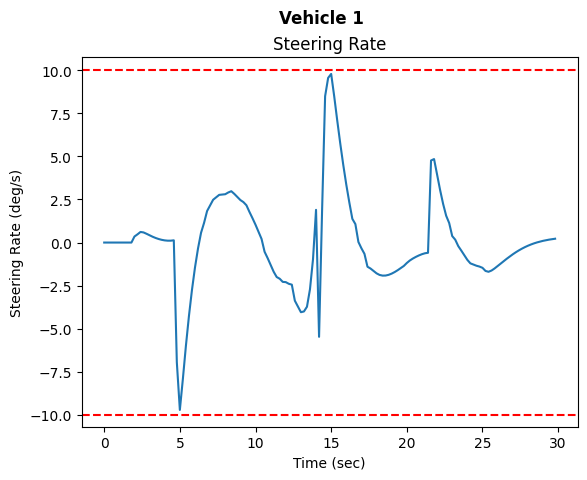 Vehicle 1
Steering Rate
10.0
7.5
5.0
2.5
0.0
−2.5
−5.0
−7.5
−10.0
Steering Rate (deg/s)
0 5 10 15 20 25 30
Time (sec)